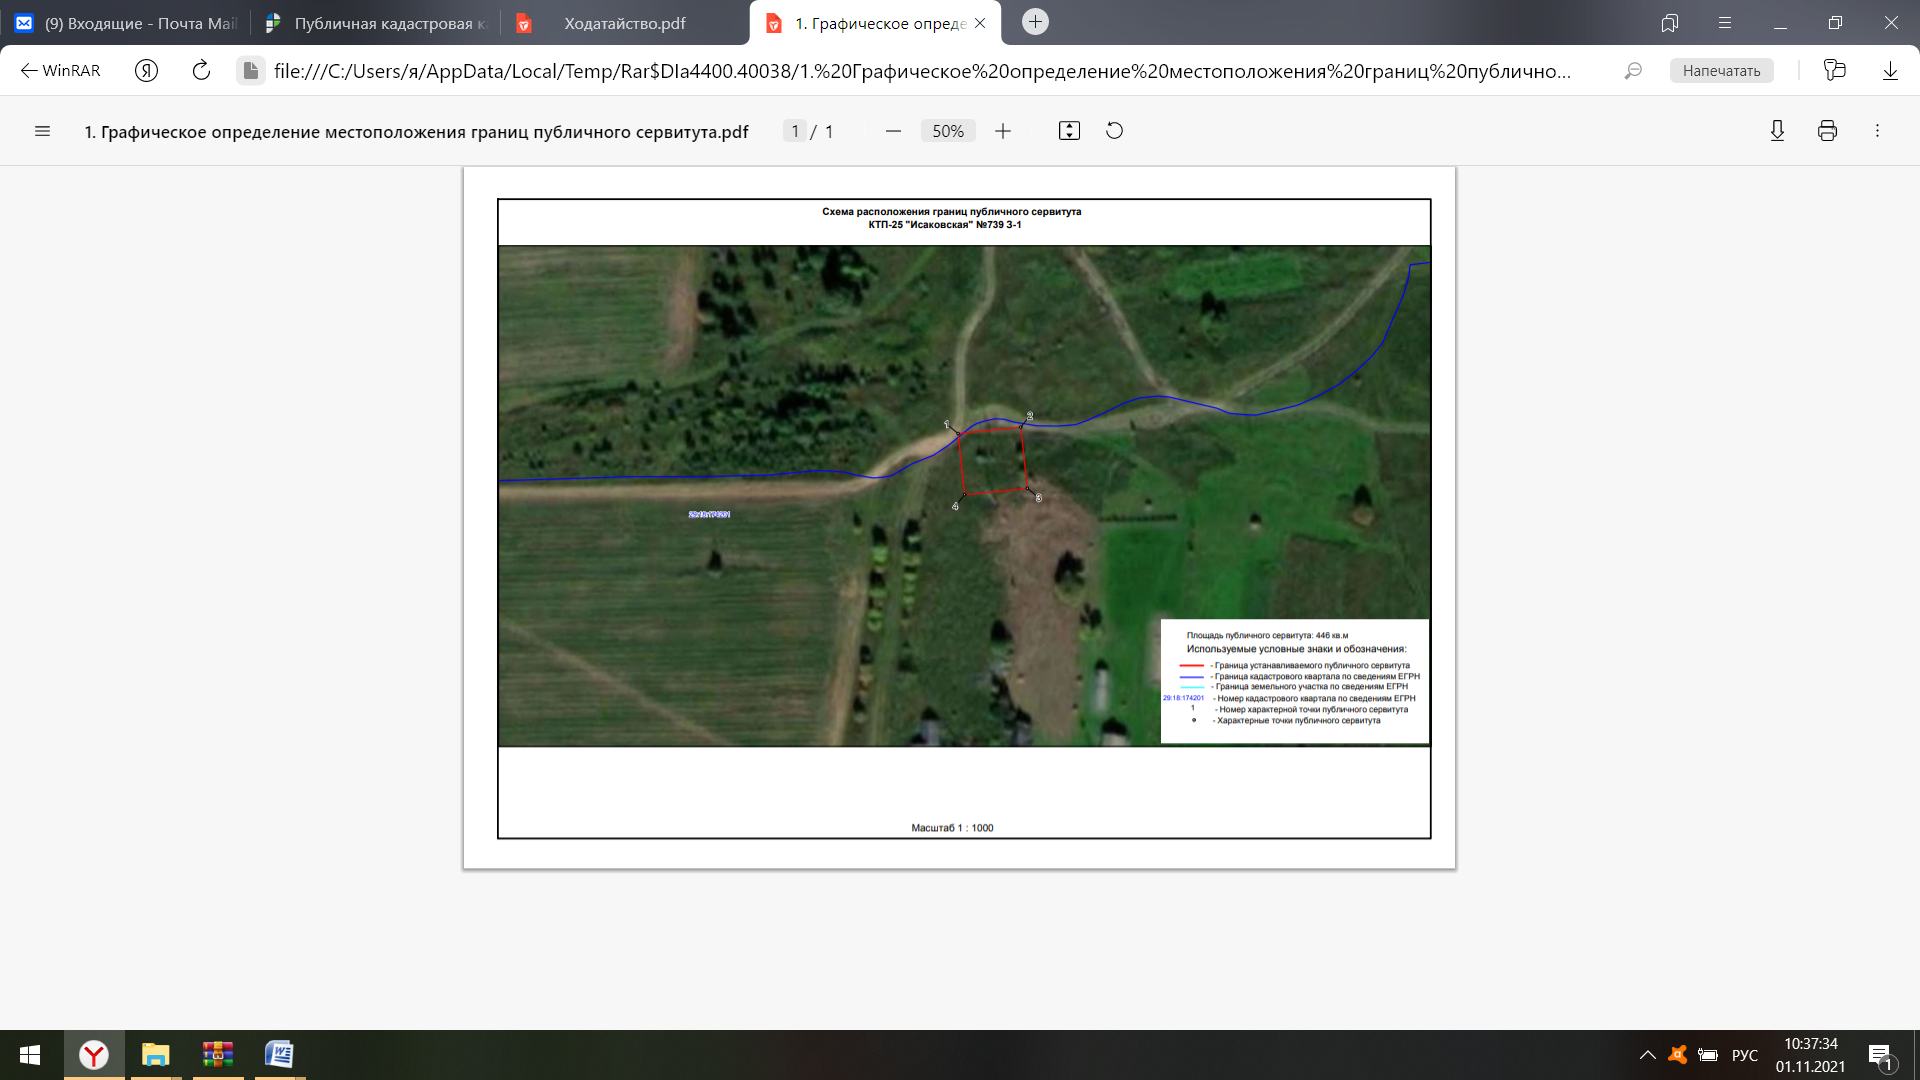 (9) Входящие - Почта Mail
Публичная кадастровая к
Ходатайство.pdf
1. Графическое опреде
WinRAR
file:///C:/Users/я/AppData/Local/Temp/Rar$DIa4400.40038/1.%20Графическое%20определение%20местоположения%20границ%20публично...
Напечатать
1. Графическое определение местоположения границ публичного сервитута.pdf
1 / 1
50%
Схема расположения границ публичного сервитута
КТП-25 "Исаковская" №739 З-1
1
2
3
4
29:18:174201
Площадь публичного сервитута: 446 кв.м
Используемые условные знаки и обозначения:
- Граница устанавливаемого публичного сервитута
- Граница кадастрового квартала по сведениям ЕГРН
- Граница земельного участка по сведениям ЕГРН
29:18:174201 - Номер кадастрового квартала по сведениям ЕГРН
1 - Номер характерной точки публичного сервитута
- Характерные точки публичного сервитута
Масштаб 1 : 1000
РУС
10:37:34
01.11.2021
1